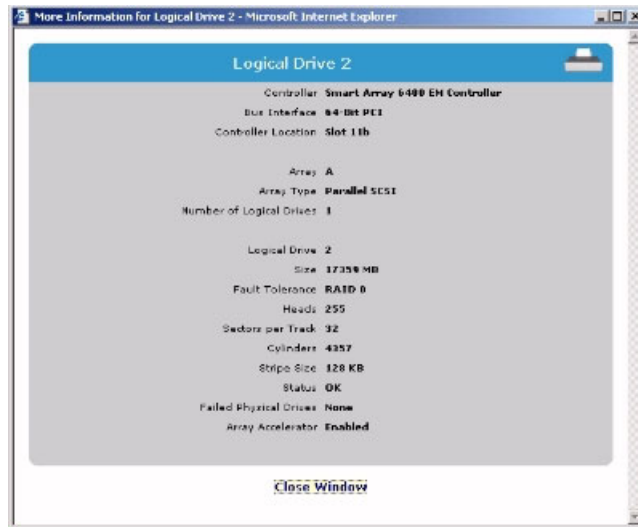 More Information for Logical Drive 2 - Microsoft Internet Explorer
Logical Drive 2
Controller Smart Array 6400 EM Controller
Bus Interface 64-Bit PCI
Controller Location Slot 11b
Array A
Array Type Parallel SCSI
Number of Logical Drives 1
Logical Drive 2
Size 17359 MB
Fault Tolerance RAID 0
Heads 255
Sectors per Track 32
Cylinders 4357
Stripe Size 128 KB
Status OK
Failed Physical Drives None
Array Accelerator Enabled
Close Window